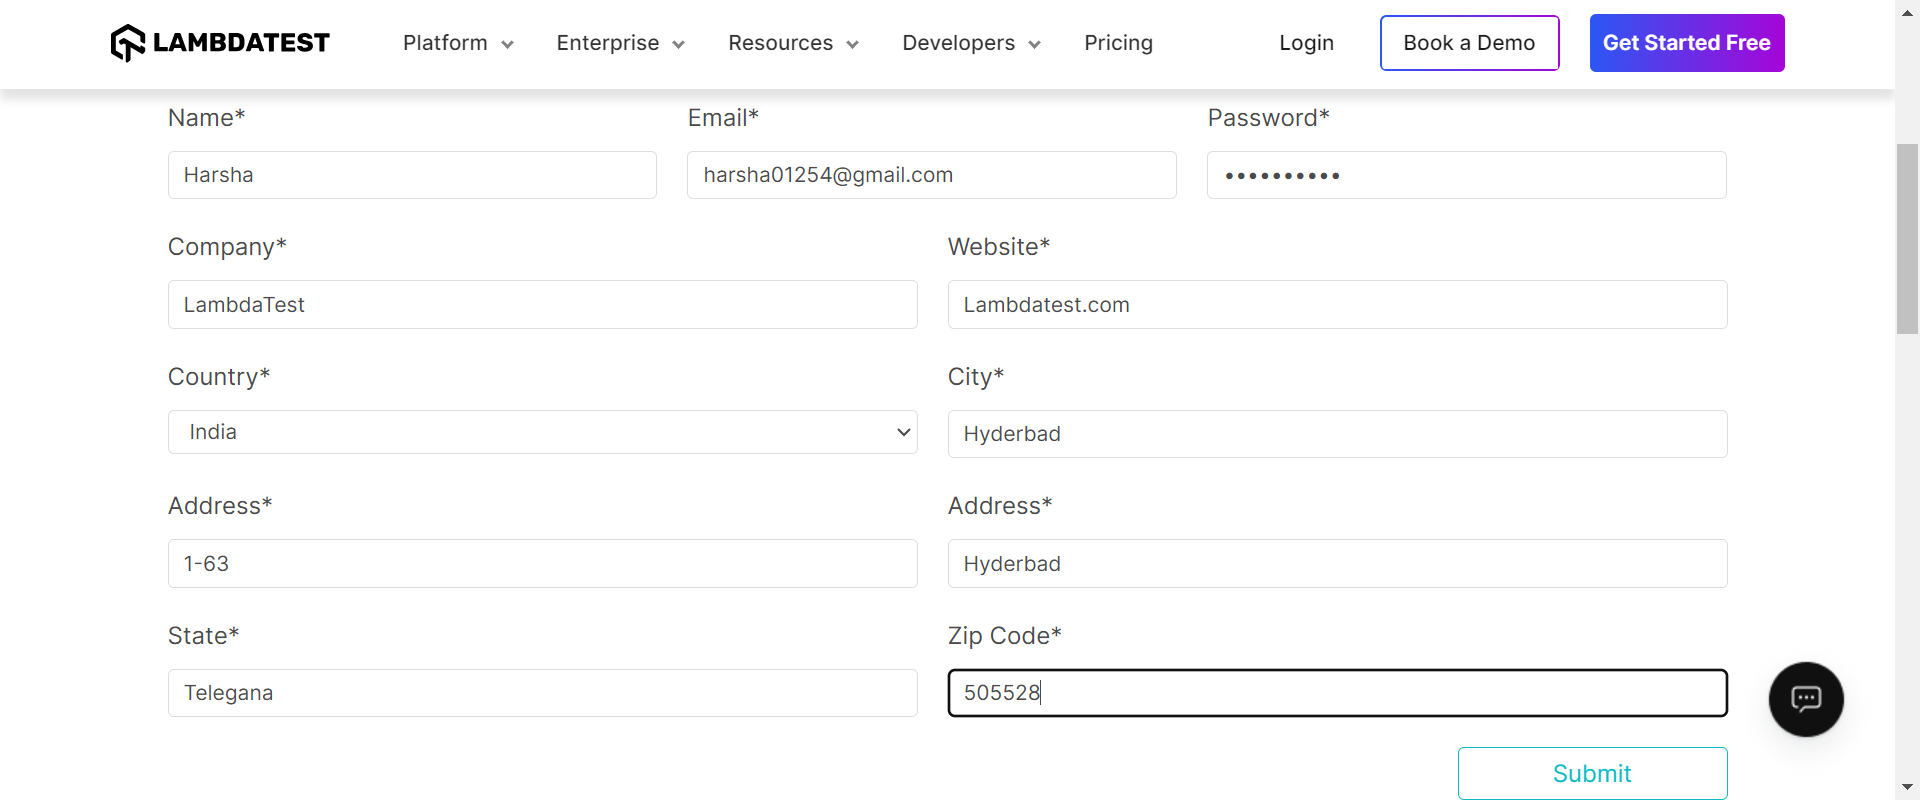 LAMBDATEST Platform Enterprise Resources Developers Pricing Login Book a Demo Get Started Free
Name* Email* Password*
Harsha harsha01254@gmail.com ••••••••••
Company* Website*
LambdaTest Lambdatest.com
Country* City*
India Hyderbad
Address* Address*
1-63 Hyderbad
State* Zip Code*
Telegana 505528
Submit